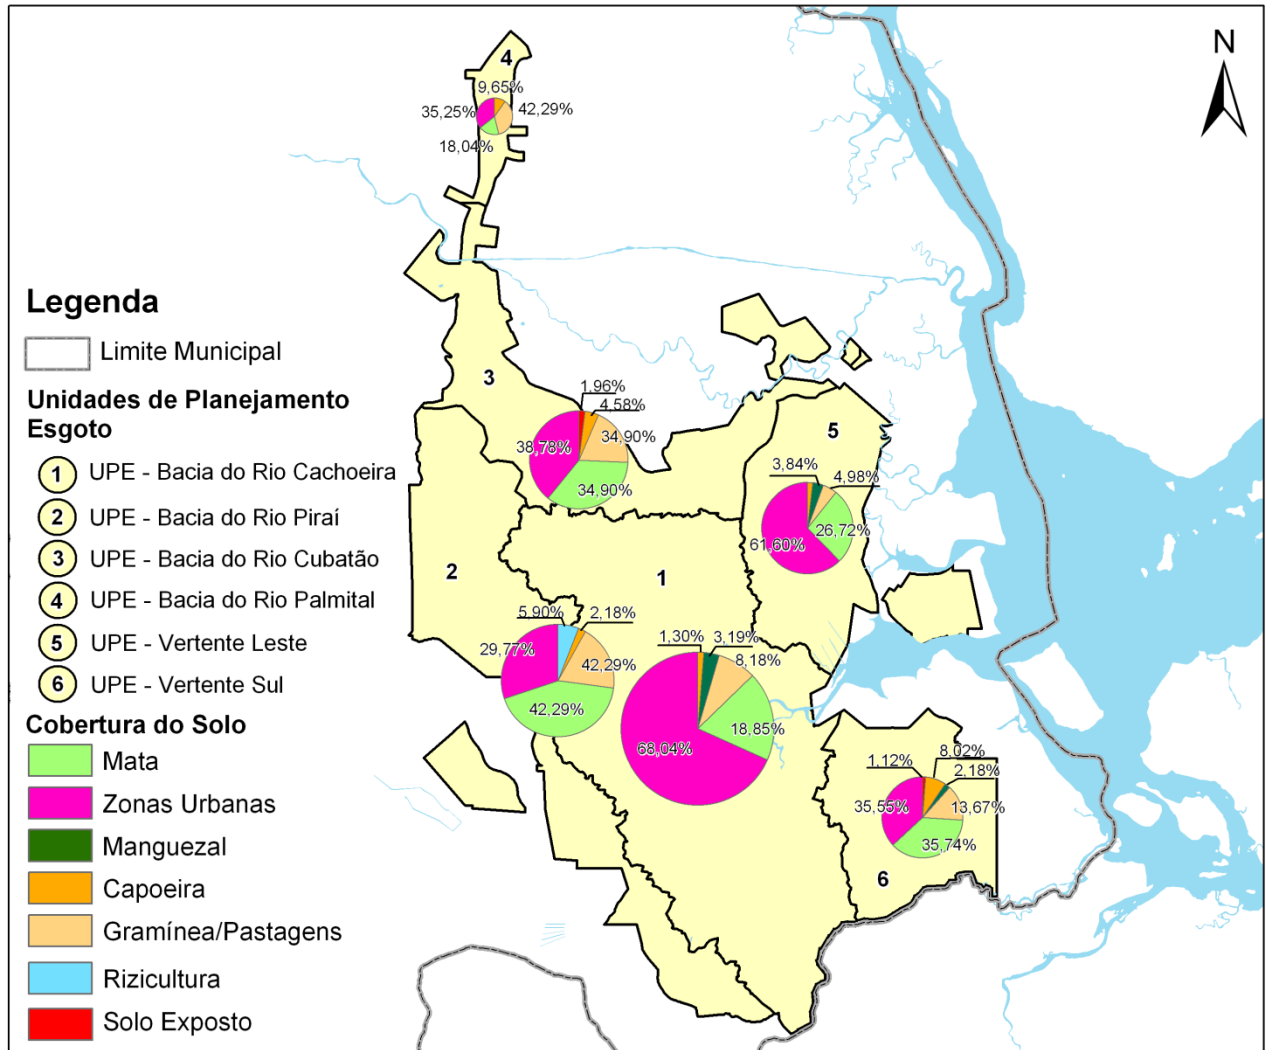 N
4
9,65%
35,25%
42,29%
18,04%
Legenda
Limite Municipal
Unidades de Planejamento
Esgoto
1 UPE - Bacia do Rio Cachoeira
2 UPE - Bacia do Rio Piraí
3 UPE - Bacia do Rio Cubatão
4 UPE - Bacia do Rio Palmital
5 UPE - Vertente Leste
6 UPE - Vertente Sul
Cobertura do Solo
Mata
Zonas Urbanas
Manguezal
Capoeira
Gramínea/Pastagens
Rizicultura
Solo Exposto
3
1,96%
4,58%
38,78%
34,90%
34,90%
5
3,84%
4,98%
26,72%
61,60%
2
1
5,90%
2,18%
29,77%
42,29%
42,29%
1,30%
3,19%
8,18%
18,85%
68,04%
1,12%
8,02%
2,18%
35,55%
13,67%
35,74%
6